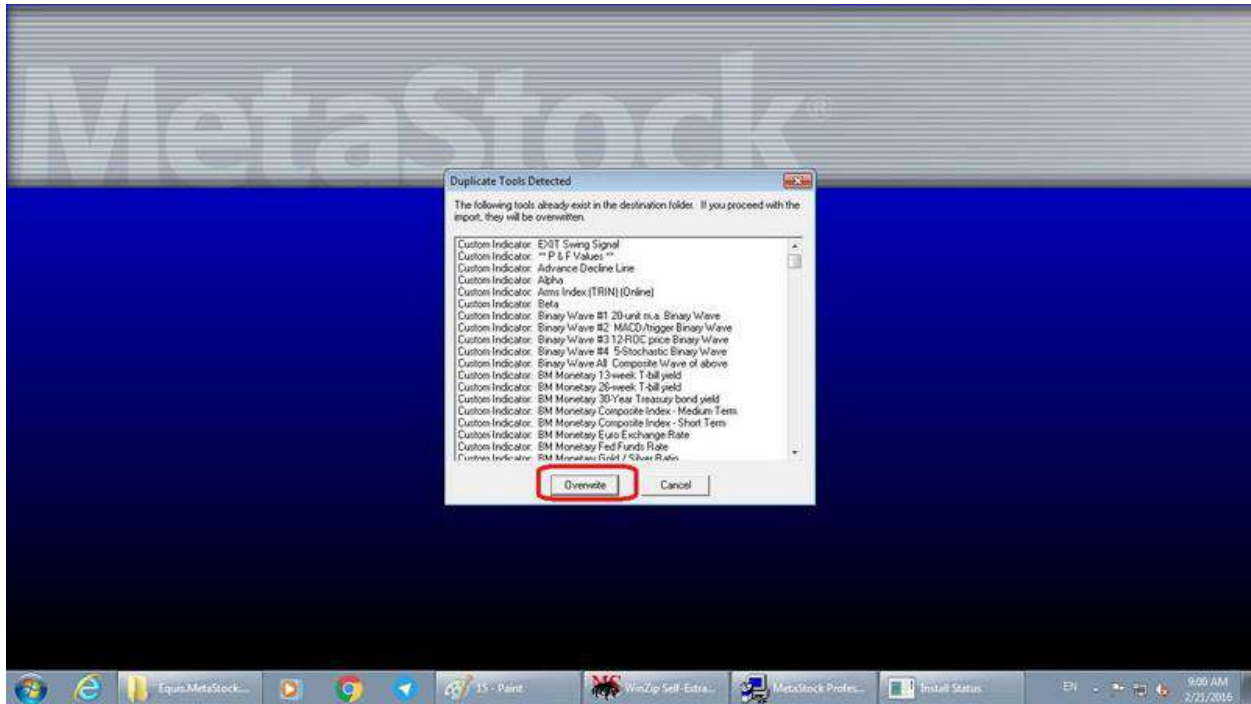 MetaStock®
Duplicate Tools Detected
The following tools already exist in the destination folder. If you proceed with the
import, they will be overwritten.
Custom Indicator: EXIT Swing Signal
Custom Indicator: ** P & F Values **
Custom Indicator: Advance Decline Line
Custom Indicator: Alpha
Custom Indicator: Arms Index (TRIN) (Online)
Custom Indicator: Beta
Custom Indicator: Binary Wave #1 20-unit m.a. Binary Wave
Custom Indicator: Binary Wave #2 MACD/trigger Binary Wave
Custom Indicator: Binary Wave #3 12-ROC price Binary Wave
Custom Indicator: Binary Wave #4 5-Stochastic Binary Wave
Custom Indicator: Binary Wave All Composite Wave of above
Custom Indicator: BM Monetary 13-week T-bill yield
Custom Indicator: BM Monetary 26-week T-bill yield
Custom Indicator: BM Monetary 30-Year Treasury bond yield
Custom Indicator: BM Monetary Composite Index - Medium Term
Custom Indicator: BM Monetary Composite Index - Short Term
Custom Indicator: BM Monetary Euro Exchange Rate
Custom Indicator: BM Monetary Fed Funds Rate
Custom Indicator: BM Monetary Gold / Silver Ratio
Overwrite Cancel
Equis.MetaStock... 15 - Paint WinZip Self-Extra... MetaStock Profes... Install Status EN 9:00 AM
2/21/2016